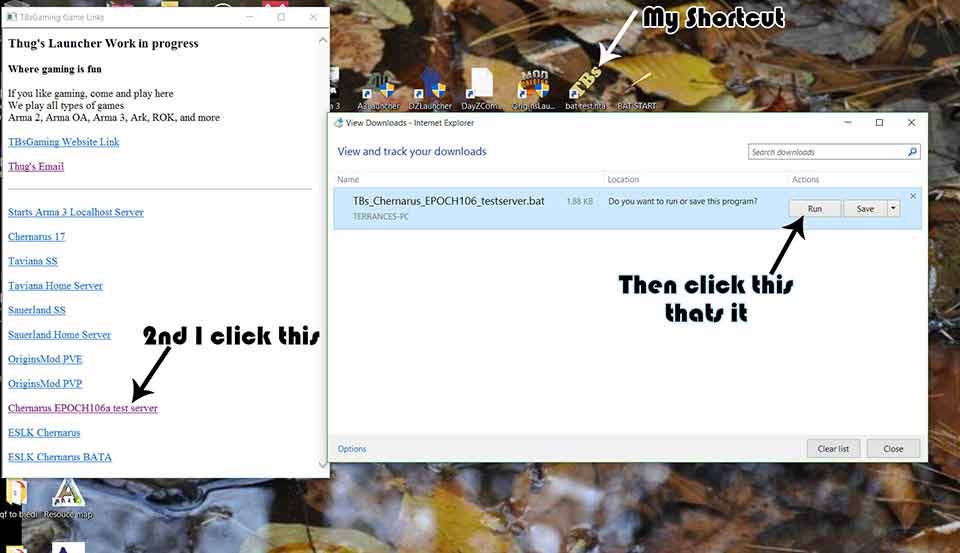 TBsGaming Game Links
Thug's Launcher Work in progress
Where gaming is fun
If you like gaming, come and play here
We play all types of games
Arma 2, Arma OA, Arma 3, Ark, ROK, and more
TBsGaming Website Link
Thug's Email
Starts Arma 3 Localhost Server
Chernarus 17
Taviana SS
Taviana Home Server
Sauerland SS
Sauerland Home Server
OriginsMod PVE
OriginsMod PVP
Chernarus EPOCH106a test server
ESLK Chernarus
ESLK Chernarus BATA
2nd I click this
My Shortcut
TBs
a 3
A3Launcher
DZLauncher
DayZCom...
OriginsLau...
bat test.hta
BAT START
View Downloads - Internet Explorer
View and track your downloads
Search downloads
Name
Location
Actions
TBs_Chernarus_EPOCH106_testserver.bat
1.88 KB
Do you want to run or save this program?
Run
Save
TERRANCES-PC
Then click this
thats it
Options
Clear list
Close
qf to bledi
Resouce map